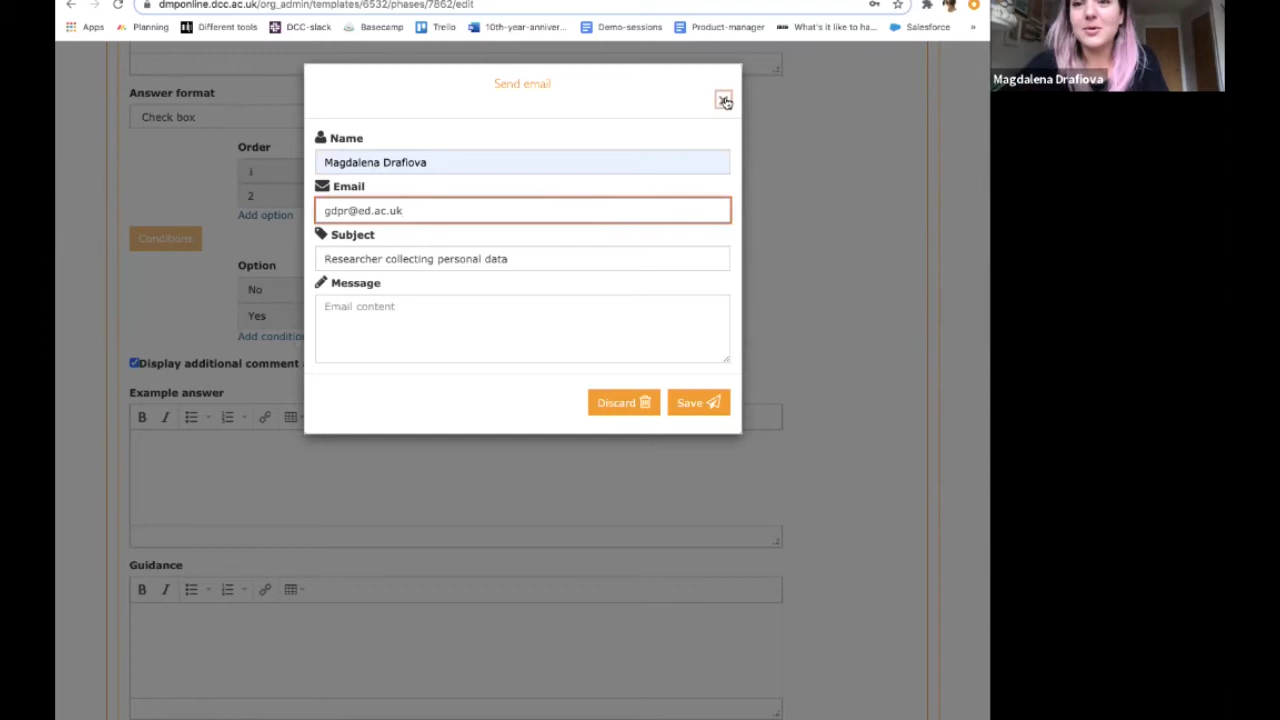 dmponline.dcc.ac.uk/org_admin/templates/6532/phases/7862/edit
Apps Planning Different tools DCC-slack Basecamp Trello 10th-year-anniver... Demo-sessions Product-manager What's it like to ha... Salesforce »
Magdalena Drafiova
Send email
Answer format
Check box
Name
Magdalena Drafiova
Order
1
2
Add option
Email
gdpr@ed.ac.uk
Conditions
Subject
Researcher collecting personal data
Option
No
Yes
Add conditio
Message
Email content
Display additional comment
Example answer
Discard
Save
B I
Guidance
B I